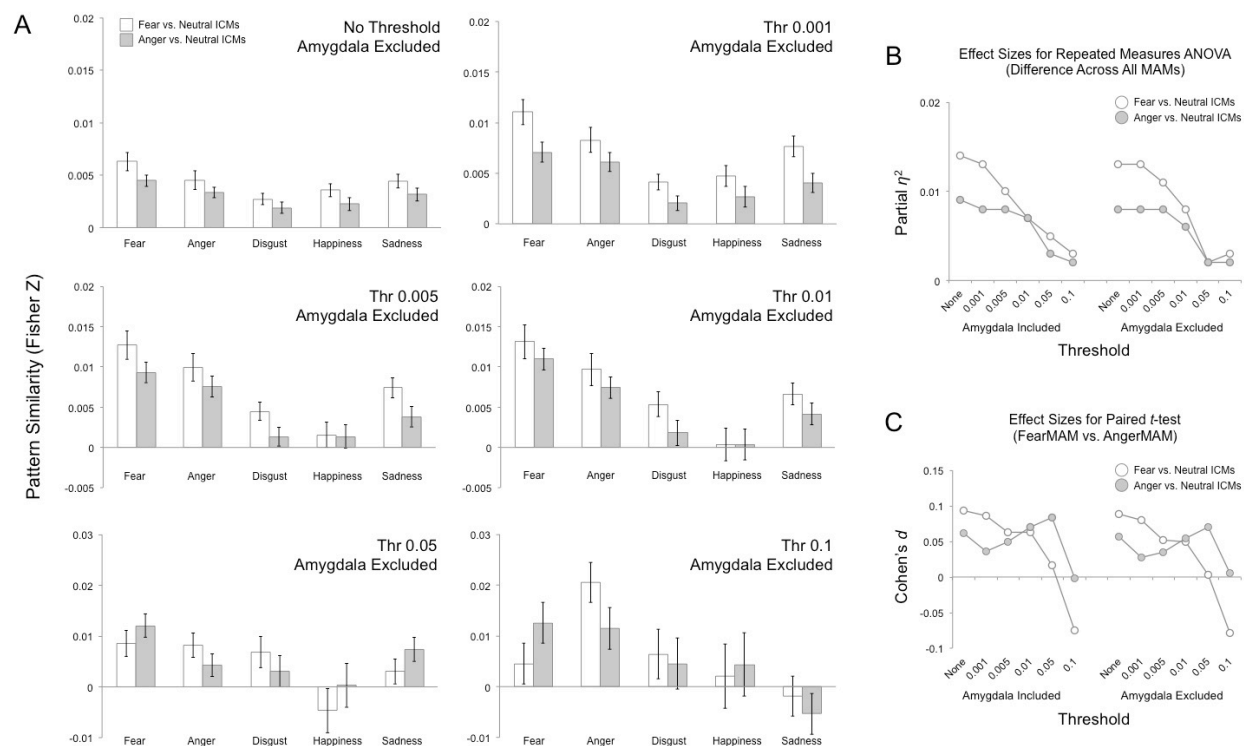 A
Pattern Similarity (Fisher Z)
Fear vs. Neutral ICMs
Anger vs. Neutral ICMs
No Threshold
Amygdala Excluded
0.02
0.015
0.01
0.005
0
Fear Anger Disgust Happiness Sadness
Thr 0.001
Amygdala Excluded
0.02
0.015
0.01
0.005
0
Fear Anger Disgust Happiness Sadness
Thr 0.005
Amygdala Excluded
0.02
0.015
0.01
0.005
0
-0.005
Fear Anger Disgust Happiness Sadness
Thr 0.01
Amygdala Excluded
0.02
0.015
0.01
0.005
0
-0.005
Fear Anger Disgust Happiness Sadness
Thr 0.05
Amygdala Excluded
0.03
0.02
0.01
0
-0.01
Fear Anger Disgust Happiness Sadness
Thr 0.1
Amygdala Excluded
0.03
0.02
0.01
0
-0.01
Fear Anger Disgust Happiness Sadness
B
Effect Sizes for Repeated Measures ANOVA
(Difference Across All MAMs)
Fear vs. Neutral ICMs
Anger vs. Neutral ICMs
Partial η²
0.02
0.01
0
None 0.001 0.005 0.01 0.05 0.1 None 0.001 0.005 0.01 0.05 0.1
Amygdala Included Amygdala Excluded
Threshold
C
Effect Sizes for Paired t-test
(FearMAM vs. AngerMAM)
Fear vs. Neutral ICMs
Anger vs. Neutral ICMs
Cohen's d
0.15
0.1
0.05
0
-0.05
-0.1
None 0.001 0.005 0.01 0.05 0.1 None 0.001 0.005 0.01 0.05 0.1
Amygdala Included Amygdala Excluded
Threshold